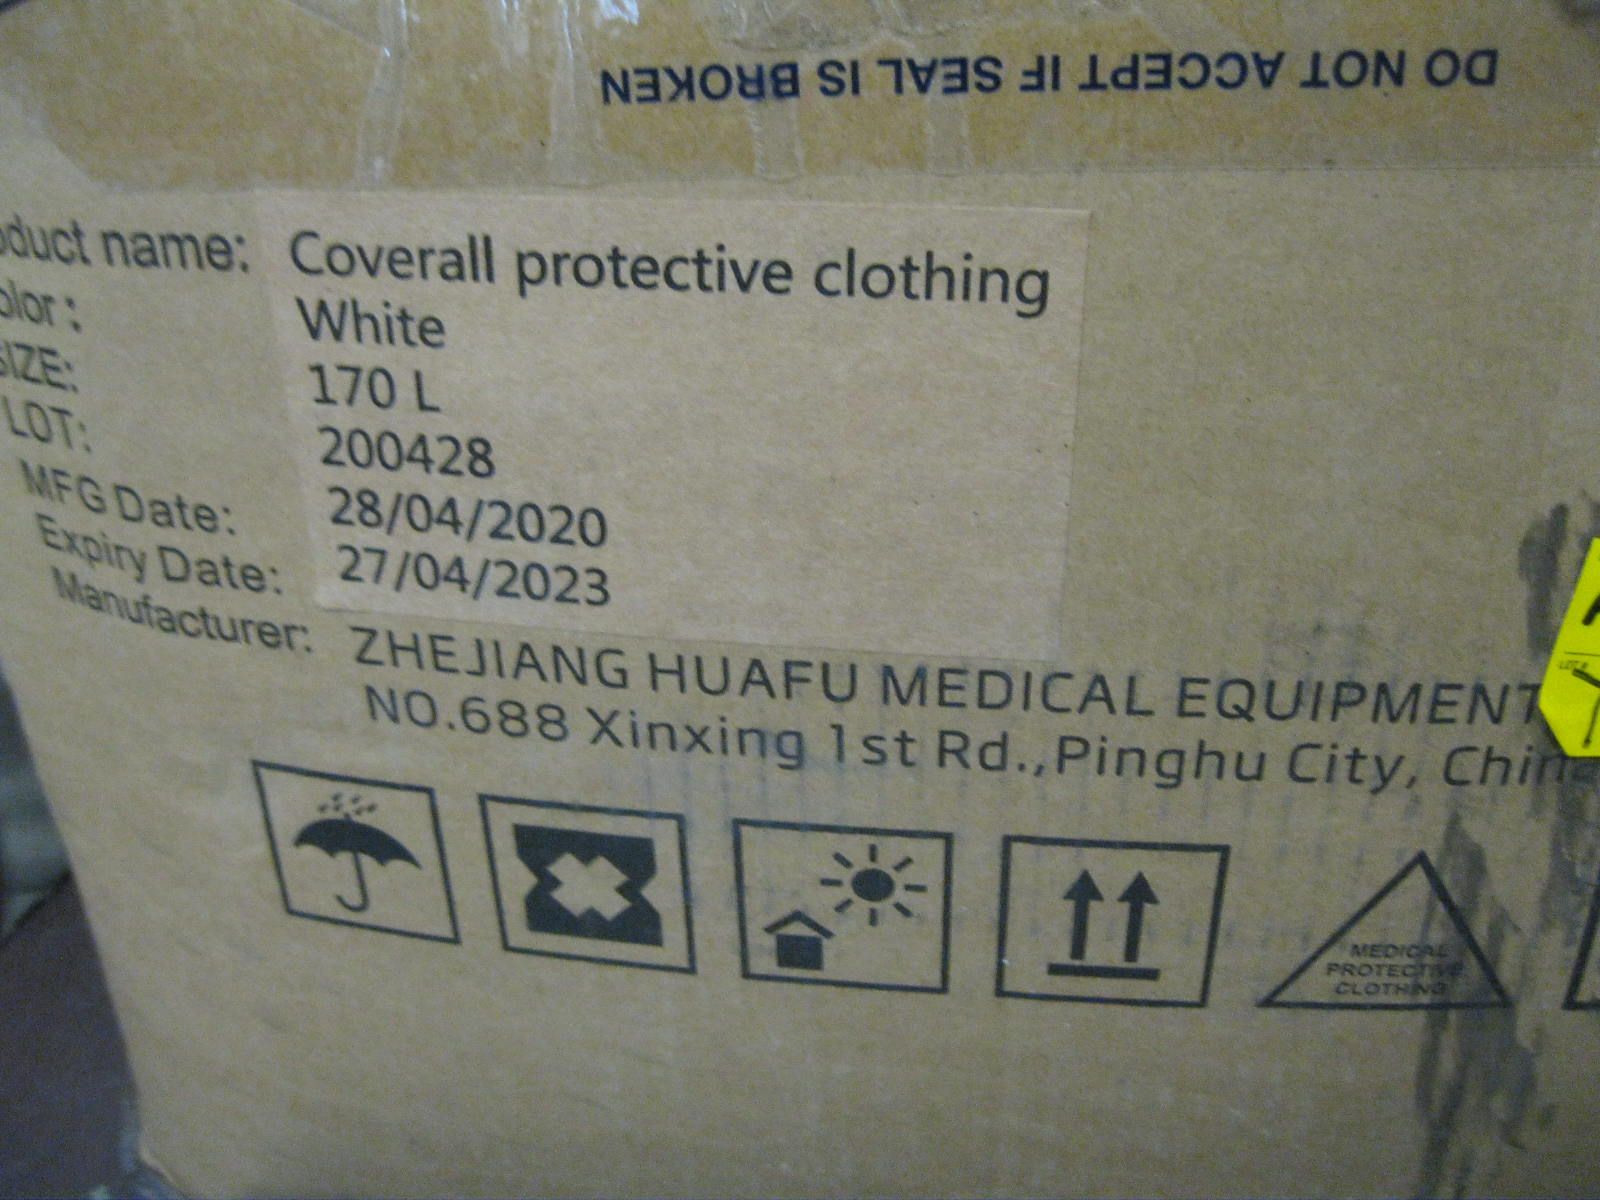 DO NOT ACCEPT IF SEAL IS BROKEN
oduct name: Coverall protective clothing
olor : White
SIZE: 170 L
LOT: 200428
MFG Date: 28/04/2020
Expiry Date: 27/04/2023
Manufacturer: ZHEJIANG HUAFU MEDICAL EQUIPMENT
NO.688 Xinxing 1st Rd.,Pinghu City, China
MEDICAL
PROTECTIVE
CLOTHING
LOT#